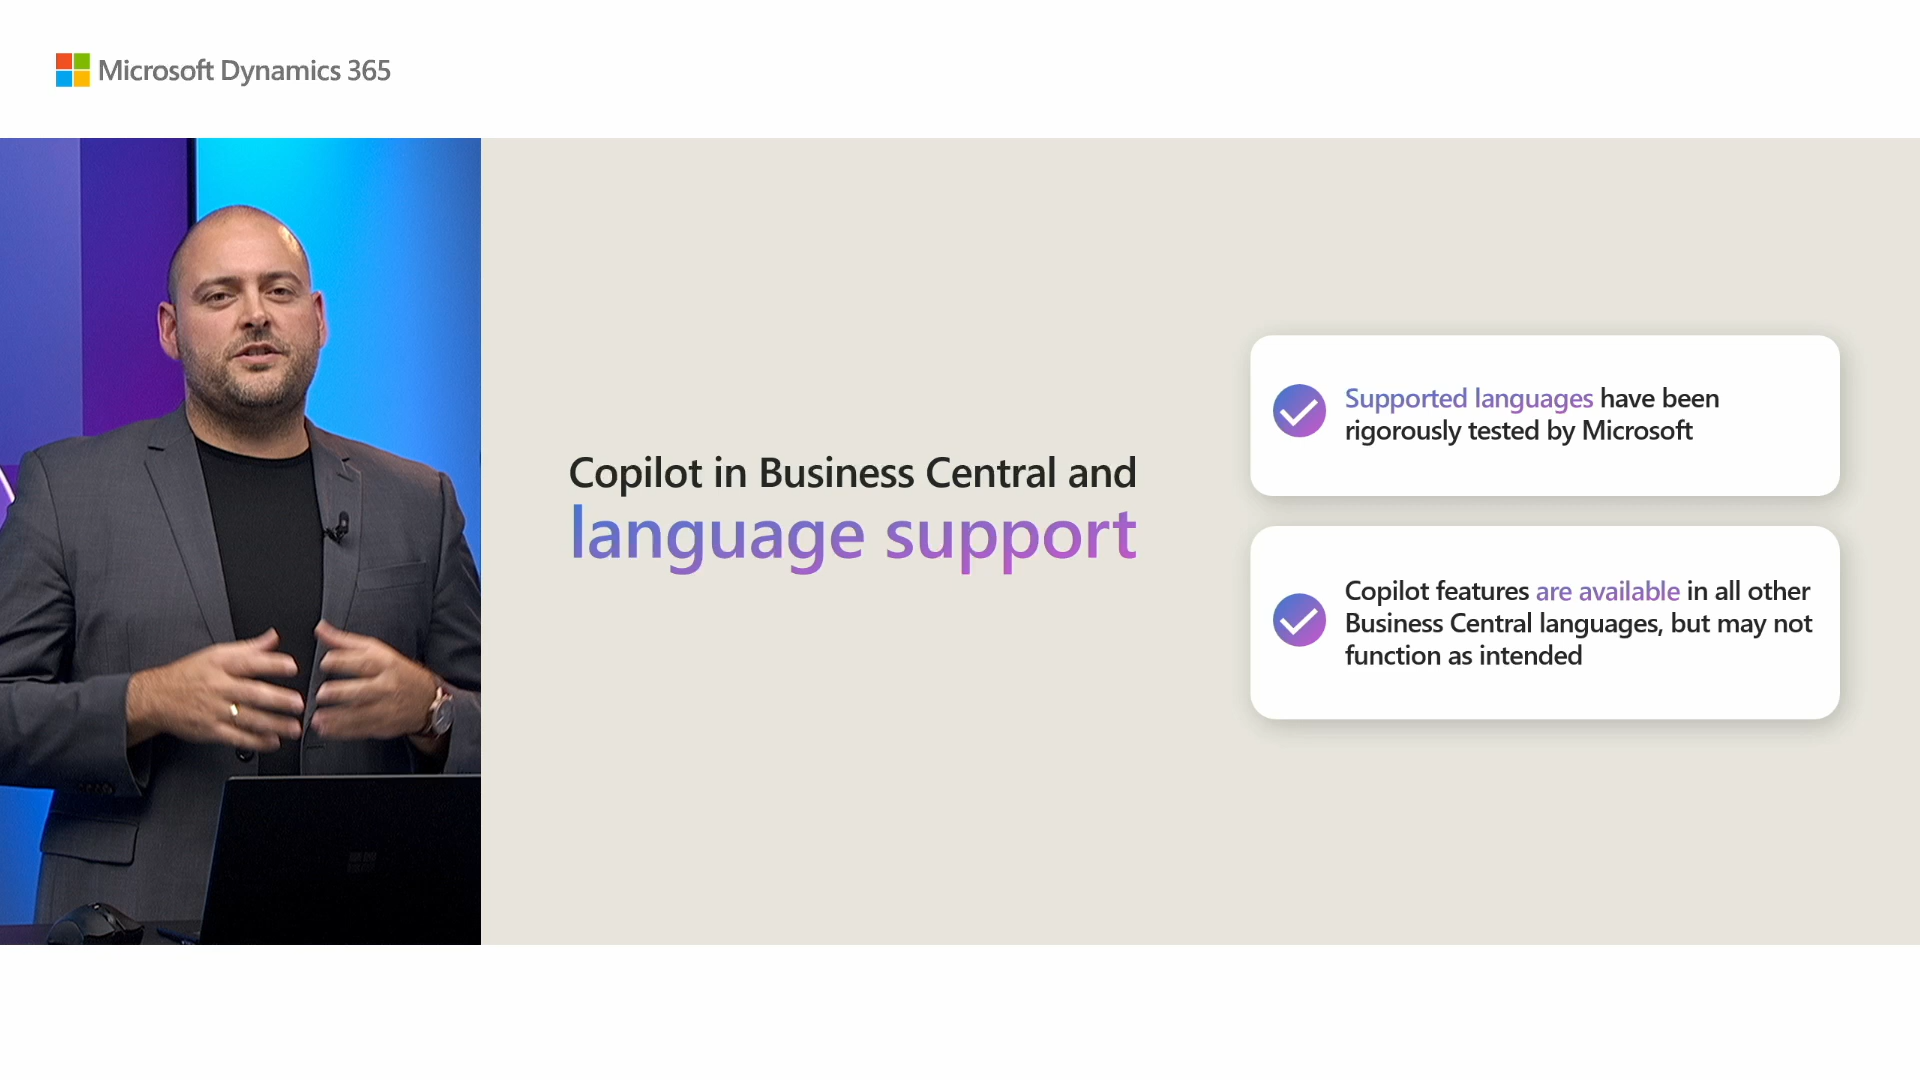 Microsoft Dynamics 365
Copilot in Business Central and
language support
Supported languages have been
rigorously tested by Microsoft
Copilot features are available in all other
Business Central languages, but may not
function as intended